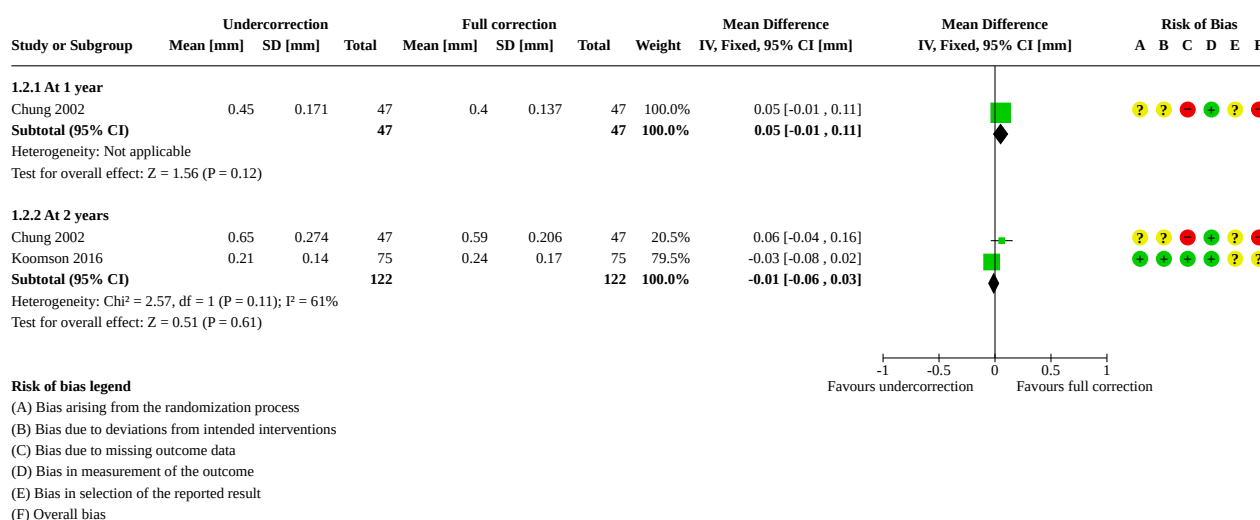 Undercorrection Full correction Mean Difference Mean Difference Risk of Bias
Study or Subgroup Mean [mm] SD [mm] Total Mean [mm] SD [mm] Total Weight IV, Fixed, 95% CI [mm] IV, Fixed, 95% CI [mm] A B C D E F
1.2.1 At 1 year
Chung 2002 0.45 0.171 47 0.4 0.137 47 100.0% 0.05 [-0.01 , 0.11] ? ? − + ? −
Subtotal (95% CI) 47 47 100.0% 0.05 [-0.01 , 0.11]
Heterogeneity: Not applicable
Test for overall effect: Z = 1.56 (P = 0.12)
1.2.2 At 2 years
Chung 2002 0.65 0.274 47 0.59 0.206 47 20.5% 0.06 [-0.04 , 0.16] ? ? − + ? −
Koomson 2016 0.21 0.14 75 0.24 0.17 75 79.5% -0.03 [-0.08 , 0.02] + + + + ? ?
Subtotal (95% CI) 122 122 100.0% -0.01 [-0.06 , 0.03]
Heterogeneity: Chi² = 2.57, df = 1 (P = 0.11); I² = 61%
Test for overall effect: Z = 0.51 (P = 0.61)
-1 -0.5 0 0.5 1
Favours undercorrection Favours full correction
Risk of bias legend
(A) Bias arising from the randomization process
(B) Bias due to deviations from intended interventions
(C) Bias due to missing outcome data
(D) Bias in measurement of the outcome
(E) Bias in selection of the reported result
(F) Overall bias